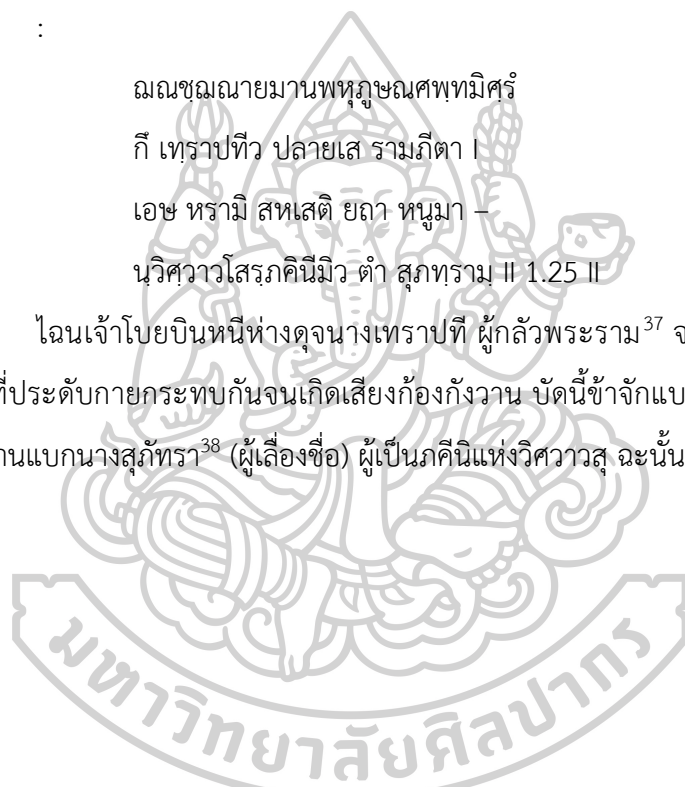 :
ฌณชฺฌณายมานพหุภูษณศพฺทมิศฺรํ
กึ เทฺราปทีว ปลายเส รามภีตา ।
เอษ หรามิ สหเสติ ยถา หนูมา –
นฺวิศฺวาวโสรฺภคินีมิว ตำ สุภทฺรามฺ ॥ 1.25 ॥
ไฉนเจ้าโบยบินหนีห่างดุจนางเทราปที ผู้กลัวพระราม37 จ
ที่ประดับกายกระทบกันจนเกิดเสียงก้องกังวาน บัดนี้ข้าจักแบ
านแบกนางสุภัทรา38 (ผู้เลื่องชื่อ) ผู้เป็นภคีนิแห่งวิศวาวสุ ฉะนั้น
มหาวิทยาลัยศิลปากร